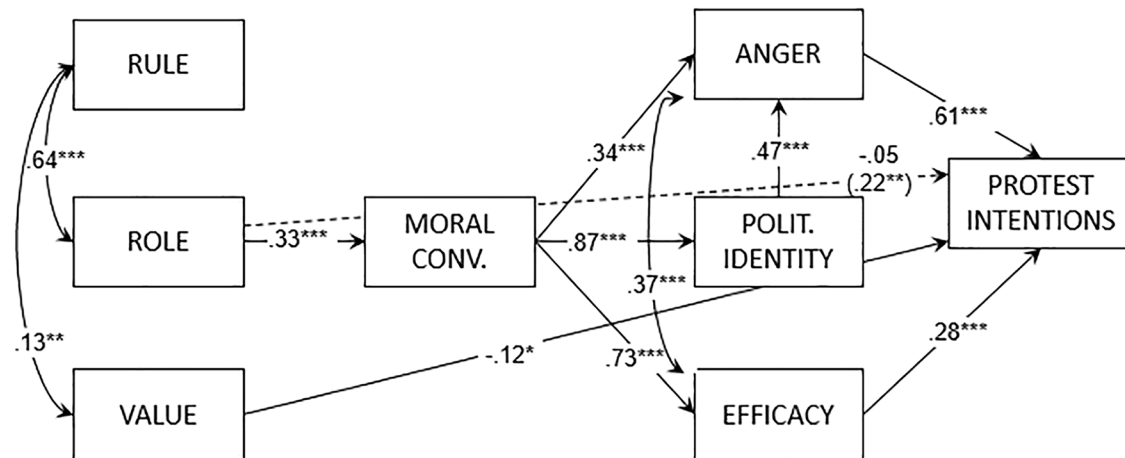 RULE
ANGER
.61***
.64***
.34***
.47***
-.05
(.22**)
PROTEST
INTENTIONS
ROLE
.33***
MORAL
CONV.
.87***
POLIT.
IDENTITY
.37***
.13**
-.12*
.73***
.28***
VALUE
EFFICACY